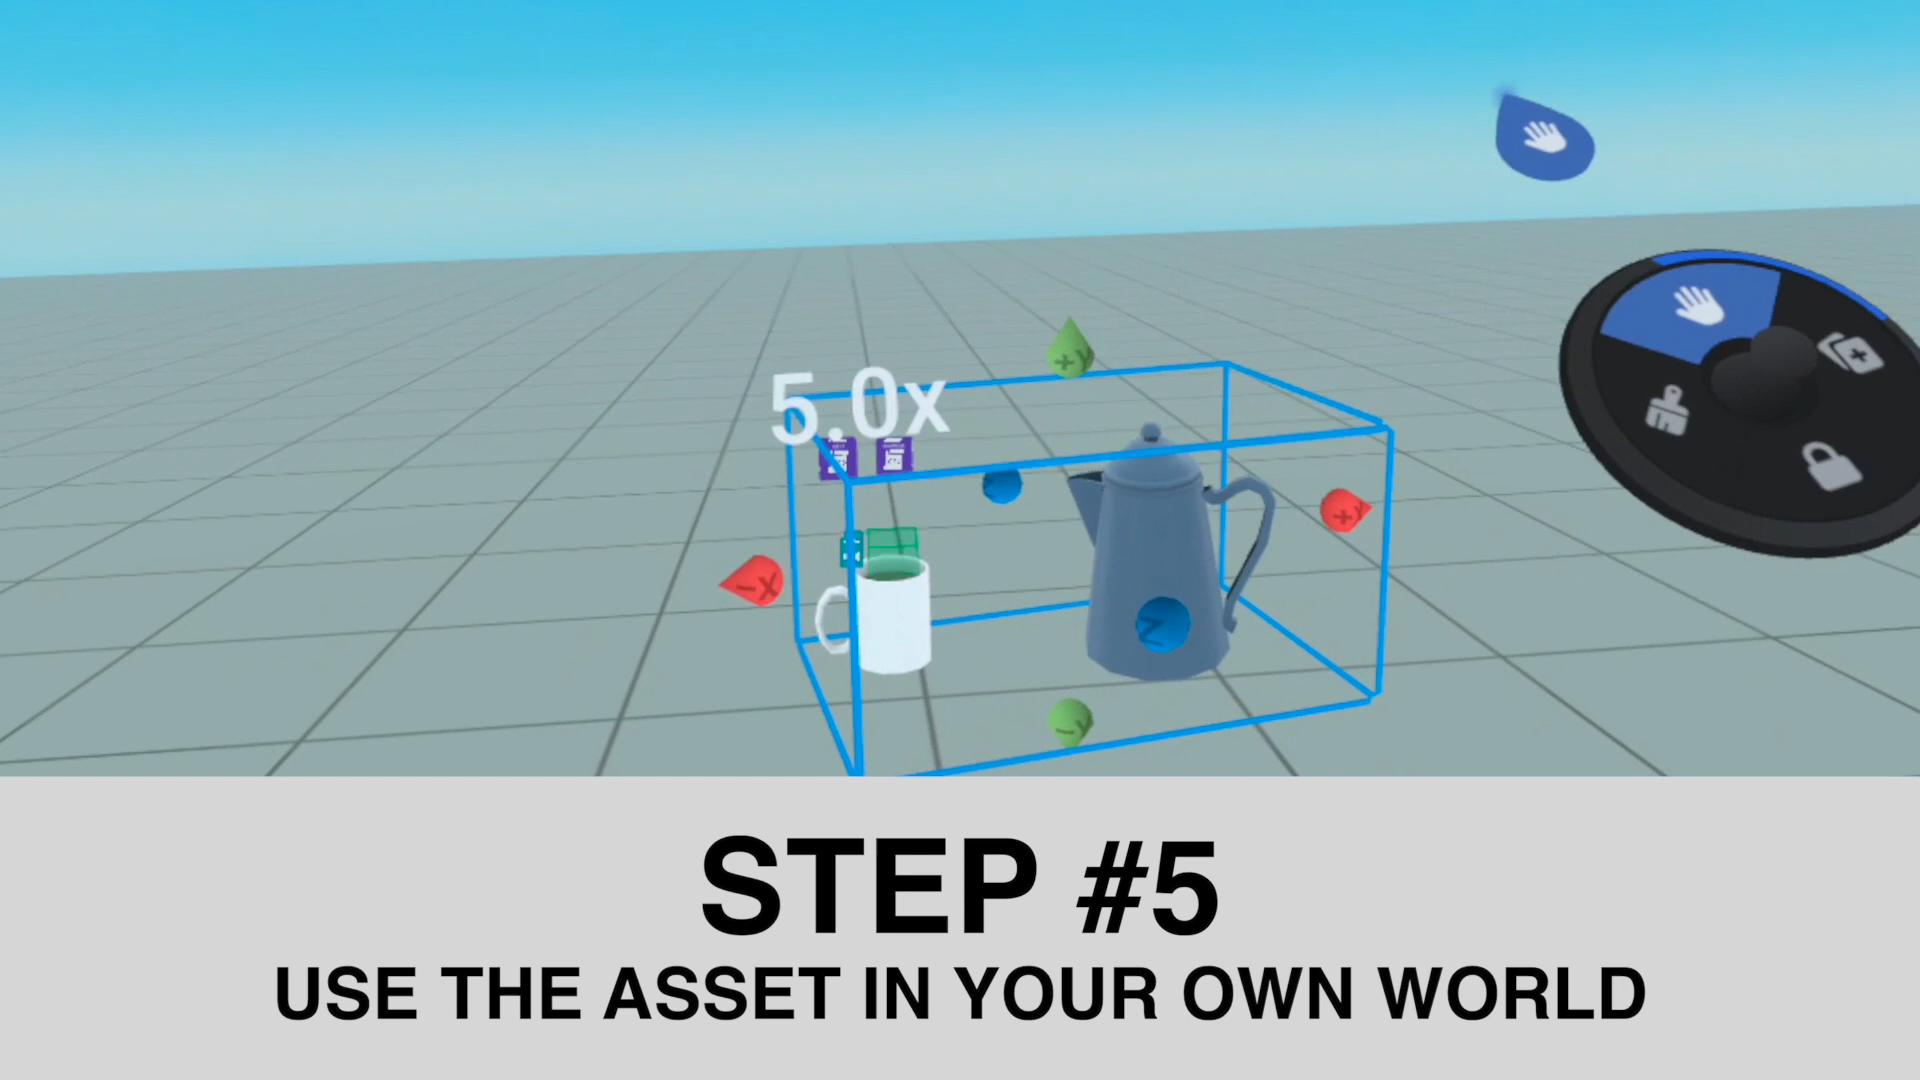 5.0x
+Y
+X
-X
Z
-Y
STEP #5
USE THE ASSET IN YOUR OWN WORLD